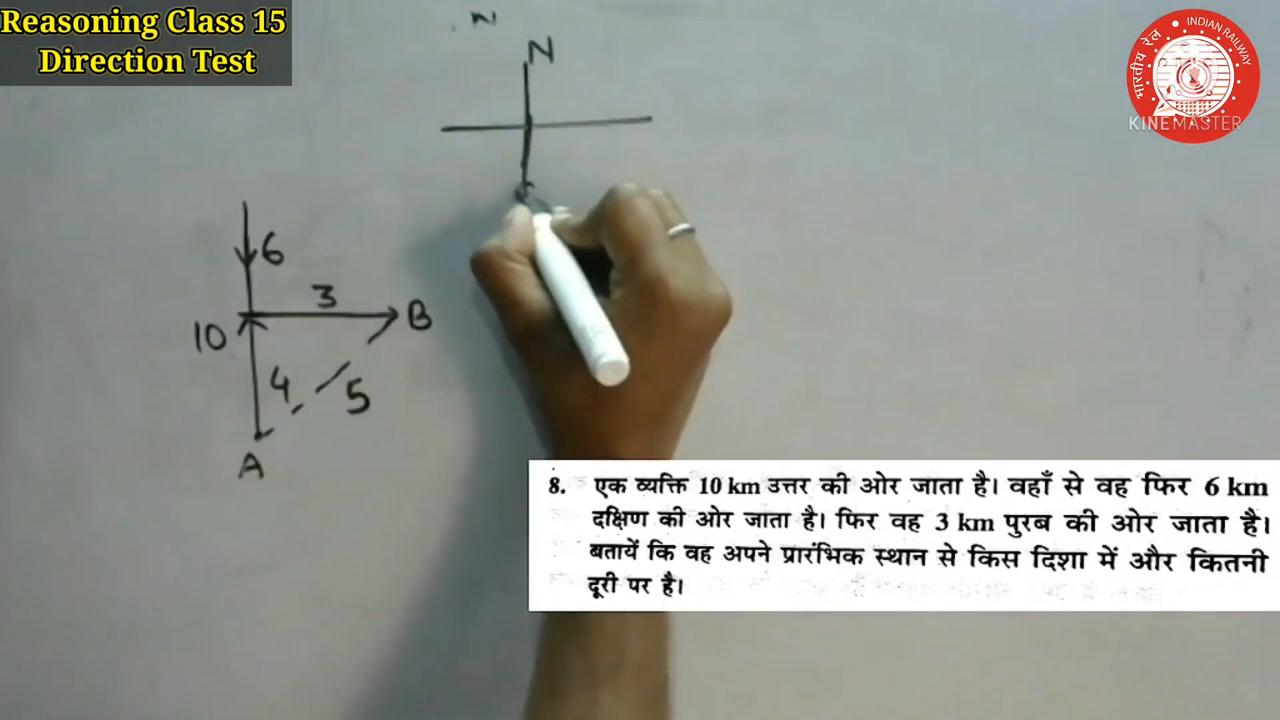 Reasoning Class 15
Direction Test
N
N
भारतीय रेल
INDIAN RAILWAY
KINEMASTER
6
3
B
10
4
5
A
8. एक व्यक्ति 10 km उत्तर की ओर जाता है। वहाँ से वह फिर 6 km
दक्षिण की ओर जाता है। फिर वह 3 km पुरब की ओर जाता है।
बतायें कि वह अपने प्रारंभिक स्थान से किस दिशा में और कितनी
दूरी पर है।